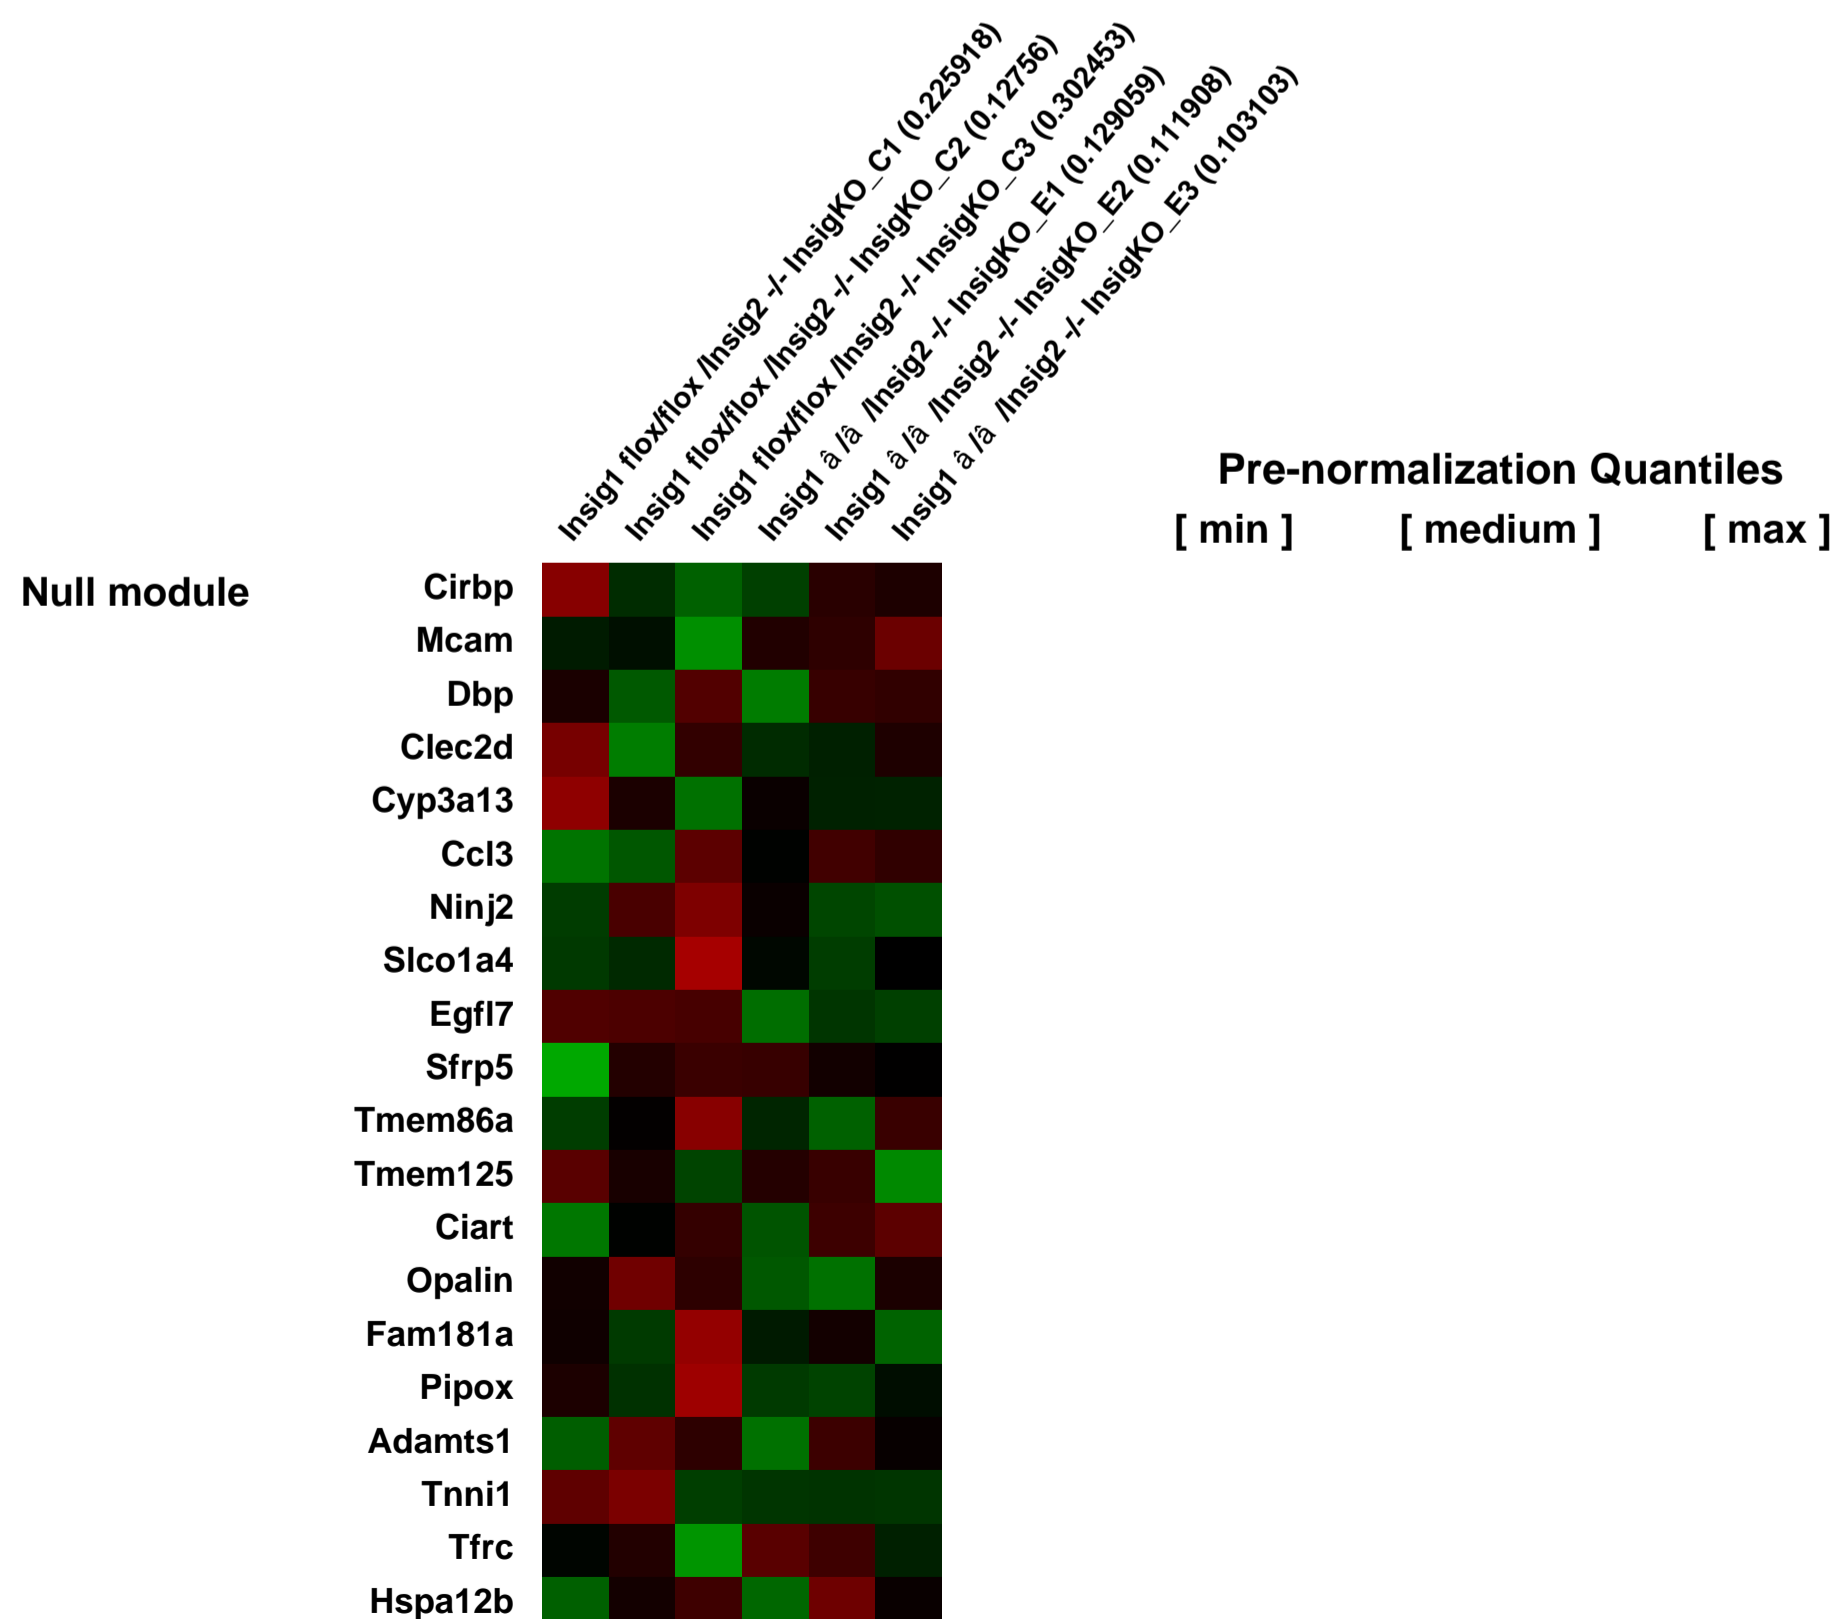 Insig1 flox/flox /Insig2 -/- InsigKO_C1 (0.225918)
Insig1 flox/flox /Insig2 -/- InsigKO_C2 (0.12756)
Insig1 flox/flox /Insig2 -/- InsigKO_C3 (0.302453)
Insig1 â /â /Insig2 -/- InsigKO_E1 (0.129059)
Insig1 â /â /Insig2 -/- InsigKO_E2 (0.111908)
Insig1 â /â /Insig2 -/- InsigKO_E3 (0.103103)
Pre-normalization Quantiles
[ min ] [ medium ] [ max ]
Null module
Cirbp
Mcam
Dbp
Clec2d
Cyp3a13
Ccl3
Ninj2
Slco1a4
Egfl7
Sfrp5
Tmem86a
Tmem125
Ciart
Opalin
Fam181a
Pipox
Adamts1
Tnni1
Tfrc
Hspa12b